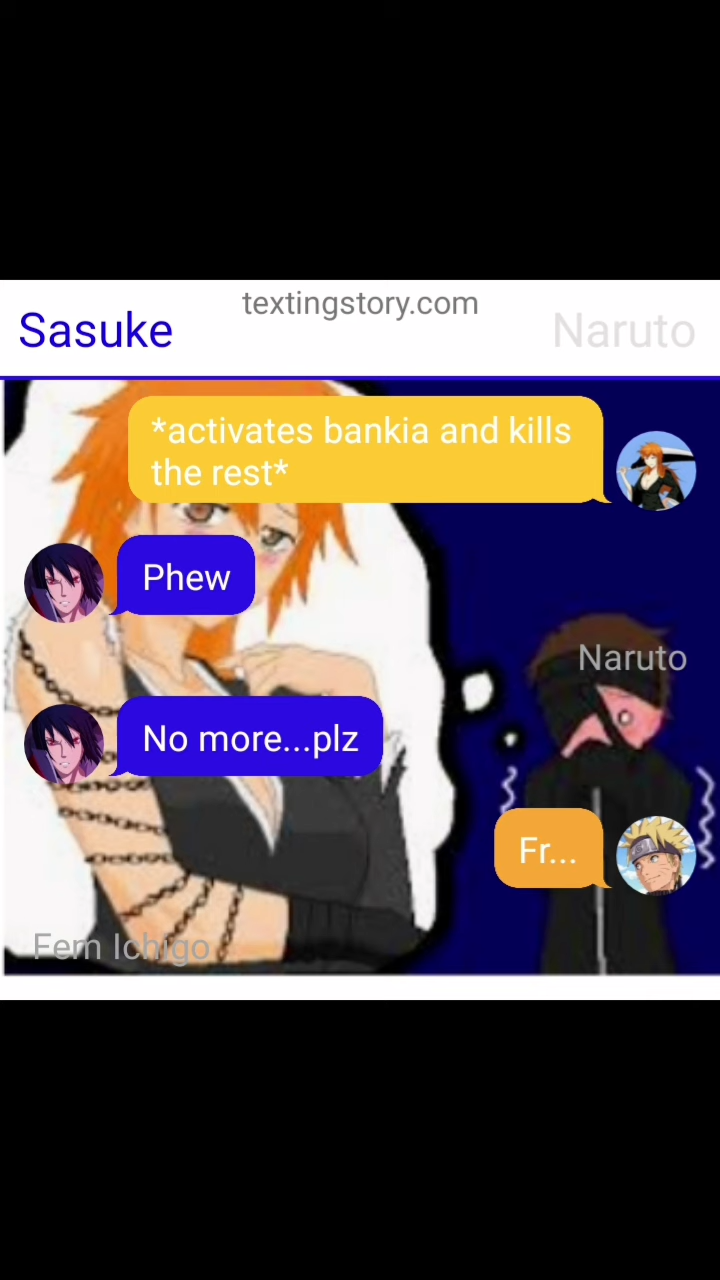 textingstory.com
Sasuke
Naruto
*activates bankia and kills
the rest*
Phew
Naruto
No more...plz
Fr...
Fem Ichigo